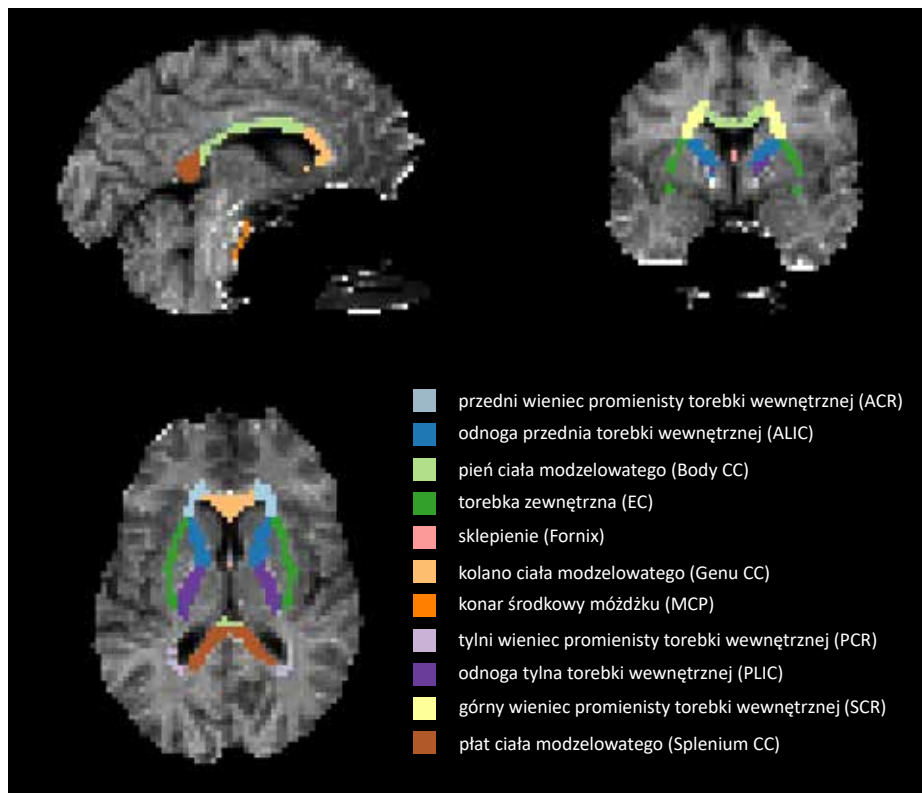 przedni wieniec promienisty torebki wewnętrznej (ACR)
odnoga przednia torebki wewnętrznej (ALIC)
pień ciała modzelowatego (Body CC)
torebka zewnętrzna (EC)
sklepienie (Fornix)
kolano ciała modzelowatego (Genu CC)
konar środkowy móżdżku (MCP)
tylni wieniec promienisty torebki wewnętrznej (PCR)
odnoga tylna torebki wewnętrznej (PLIC)
górny wieniec promienisty torebki wewnętrznej (SCR)
płat ciała modzelowatego (Splenium CC)